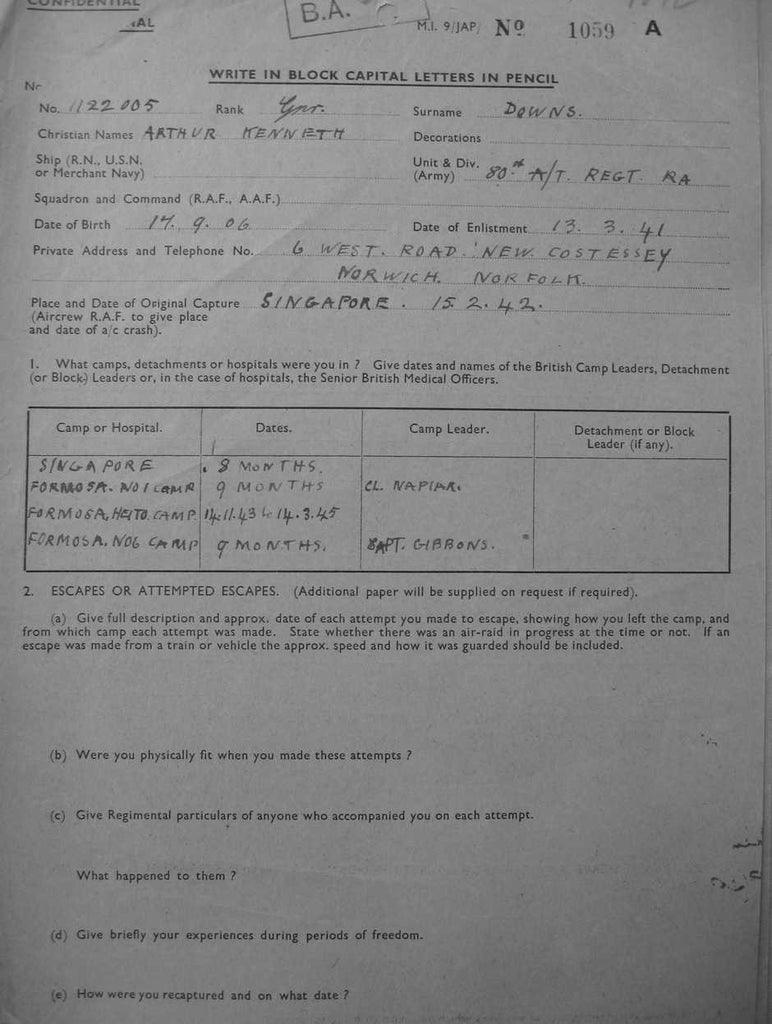 CONFIDENTIAL
B.A.
M.I. 9/JAP/ Nº 1059 A
WRITE IN BLOCK CAPITAL LETTERS IN PENCIL
No. 1122005 Rank Gnr. Surname DOWNS.
Christian Names ARTHUR KENNETH Decorations
Ship (R.N., U.S.N. or Merchant Navy) Unit & Div. (Army) 80th A/T. REGT. RA
Squadron and Command (R.A.F., A.A.F.)
Date of Birth 17. 9. 06 Date of Enlistment 13. 3. 41
Private Address and Telephone No. 6 WEST. ROAD. NEW. COSTESSEY
NORWICH. NORFOLK.
Place and Date of Original Capture SINGAPORE. 15. 2. 42.
(Aircrew R.A.F. to give place
and date of a/c crash).
1. What camps, detachments or hospitals were you in ? Give dates and names of the British Camp Leaders, Detachment
(or Block) Leaders or, in the case of hospitals, the Senior British Medical Officers.
Camp or Hospital. Dates. Camp Leader. Detachment or Block
Leader (if any).
SINGAPORE 8 MONTHS.
FORMOSA. NO1 CAMP 9 MONTHS CL. NAPIAR.
FORMOSA, HEITO. CAMP. 14.11.43 to 14.3.45
FORMOSA. NO6 CAMP 9 MONTHS. CAPT. GIBBONS.
2. ESCAPES OR ATTEMPTED ESCAPES. (Additional paper will be supplied on request if required).
(a) Give full description and approx. date of each attempt you made to escape, showing how you left the camp, and
from which camp each attempt was made. State whether there was an air-raid in progress at the time or not. If an
escape was made from a train or vehicle the approx. speed and how it was guarded should be included.
(b) Were you physically fit when you made these attempts ?
(c) Give Regimental particulars of anyone who accompanied you on each attempt.
What happened to them ?
(d) Give briefly your experiences during periods of freedom.
(e) How were you recaptured and on what date ?